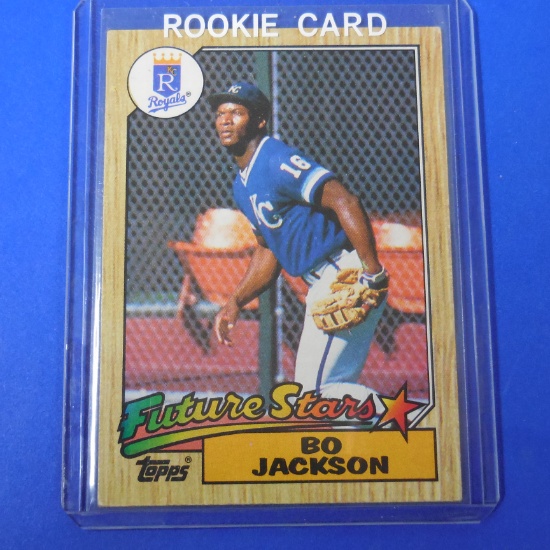 ROOKIE CARD
R
Royals®
KC
16
KC
Future Stars
topps®
BO
JACKSON